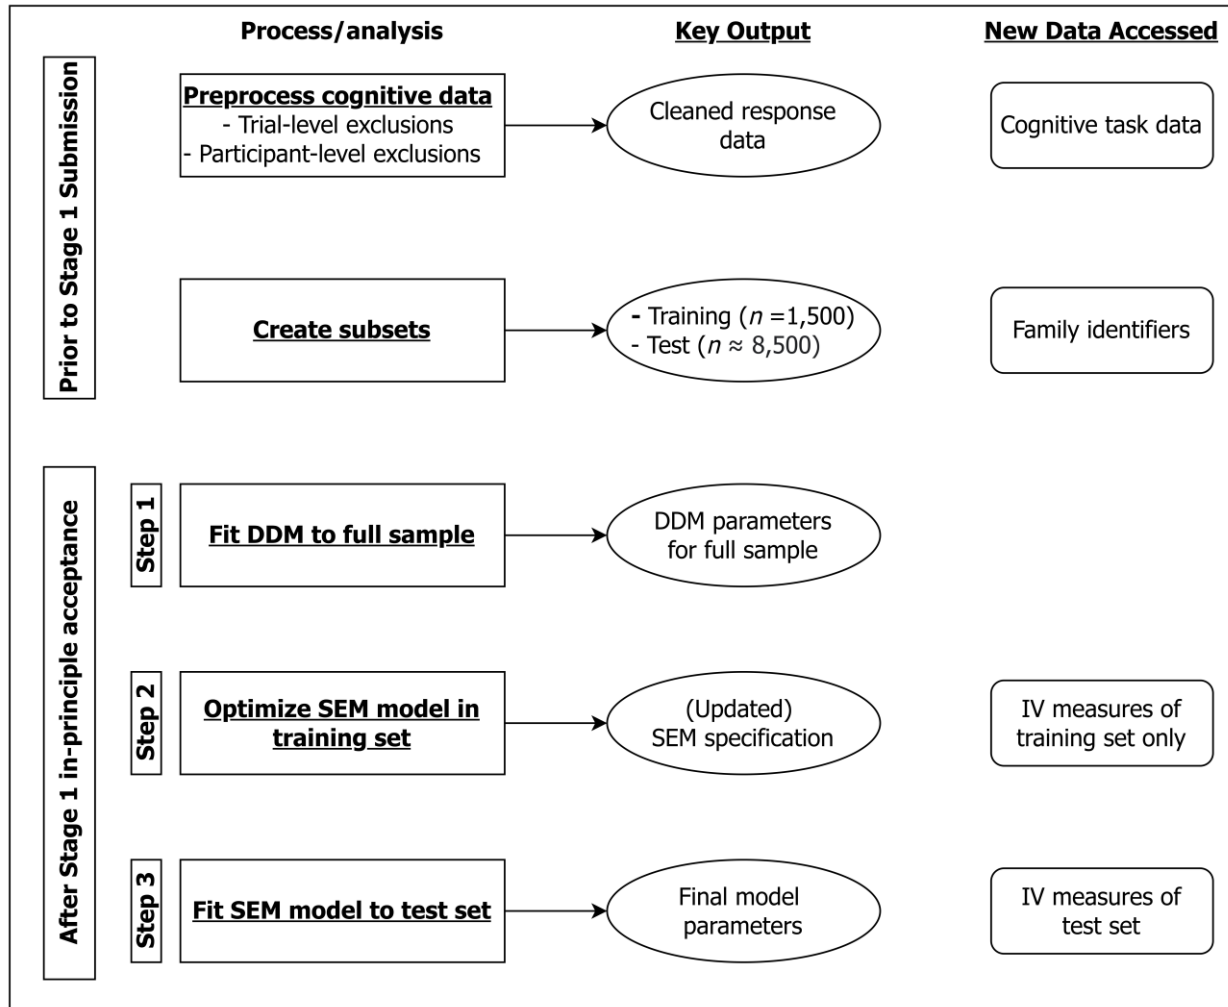 Process/analysis
Key Output
New Data Accessed
Prior to Stage 1 Submission
Preprocess cognitive data
- Trial-level exclusions
- Participant-level exclusions
Cleaned response
data
Cognitive task data
Create subsets
- Training (n =1,500)
- Test (n ≈ 8,500)
Family identifiers
After Stage 1 in-principle acceptance
Step 1
Fit DDM to full sample
DDM parameters
for full sample
Step 2
Optimize SEM model in
training set
(Updated)
SEM specification
IV measures of
training set only
Step 3
Fit SEM model to test set
Final model
parameters
IV measures of
test set